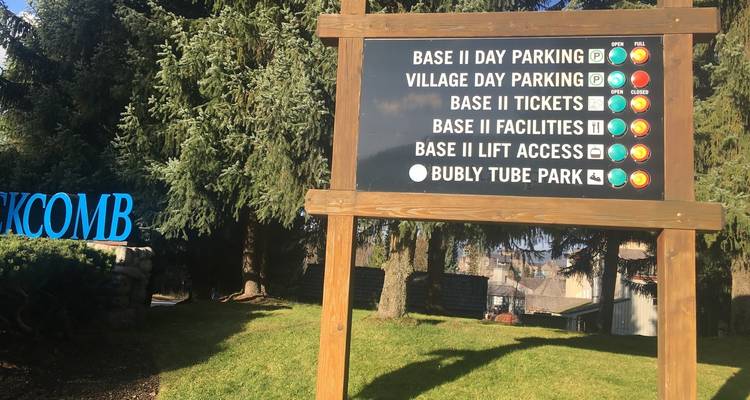 CKCOMB
OPEN FULL
BASE II DAY PARKING P
VILLAGE DAY PARKING P
OPEN CLOSED
BASE II TICKETS
BASE II FACILITIES
BASE II LIFT ACCESS
BUBLY TUBE PARK